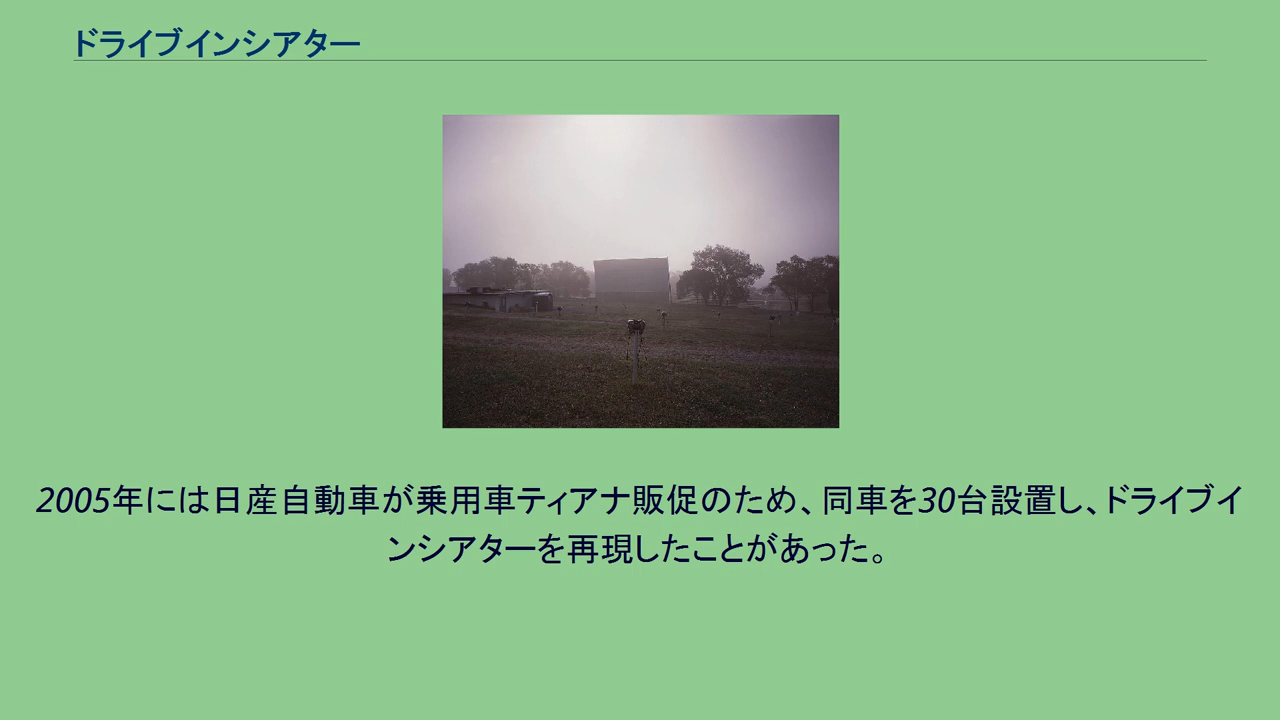 ドライブインシアター
2005年には日産自動車が乗用車ティアナ販促のため、同車を30台設置し、ドライブイ
ンシアターを再現したことがあった。